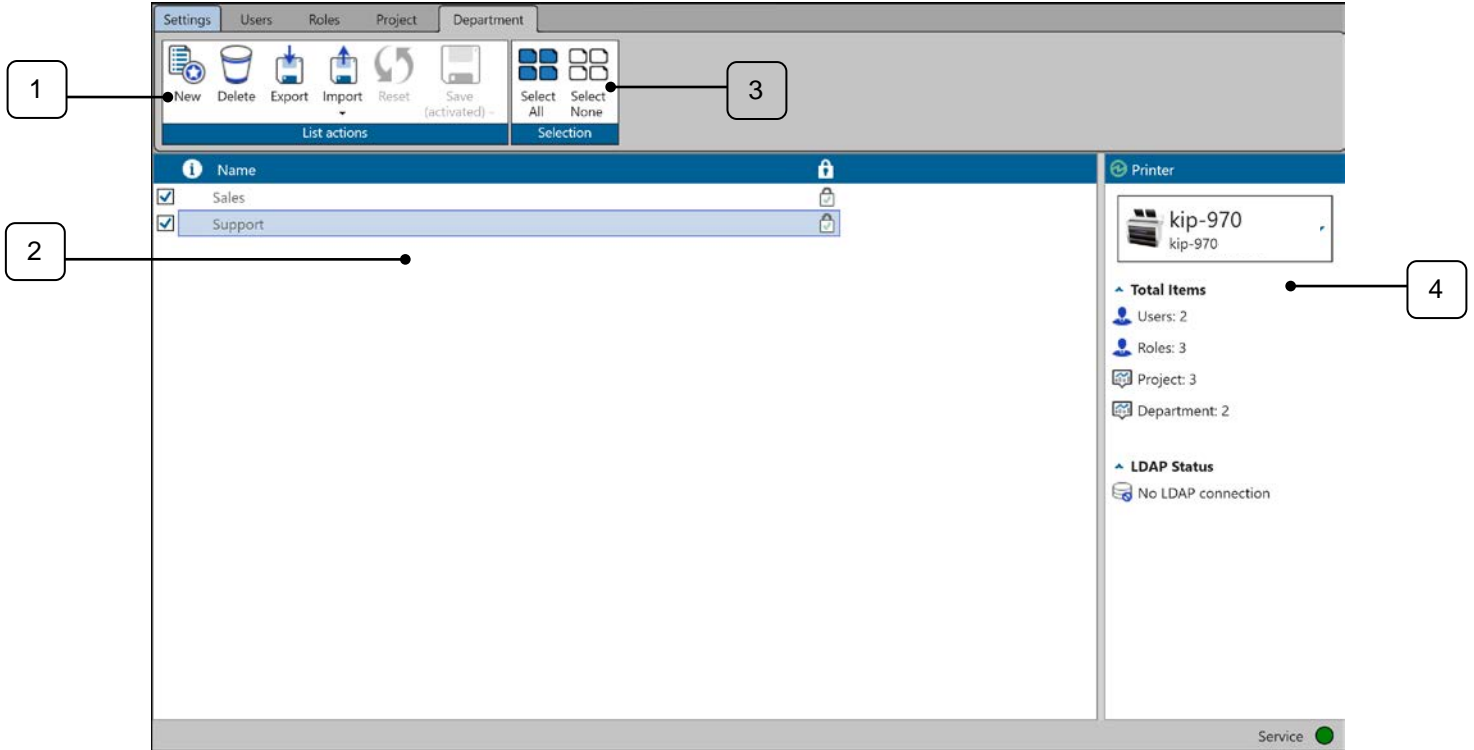 Settings Users Roles Project Department
1
New Delete Export Import Reset Save (activated) Select All Select None
3
List actions Selection
Name
Printer
Sales
Support
2
kip-970
kip-970
4
Total Items
Users: 2
Roles: 3
Project: 3
Department: 2
LDAP Status
No LDAP connection
Service